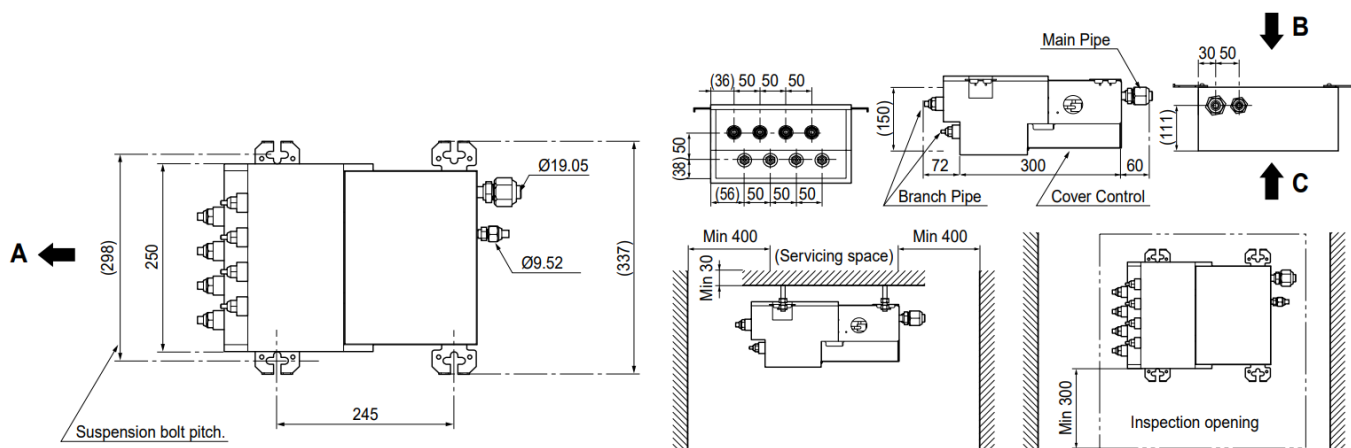 A
(298)
250
Ø19.05
Ø9.52
(337)
245
Suspension bolt pitch.
(36) 50 50 50
50
(38)
(56) 50 50 50
Main Pipe
(150)
72 300 60
Branch Pipe
Cover Control
B
30 50
(111)
C
Min 400
(Servicing space)
Min 400
Min 30
Min 300
Inspection opening